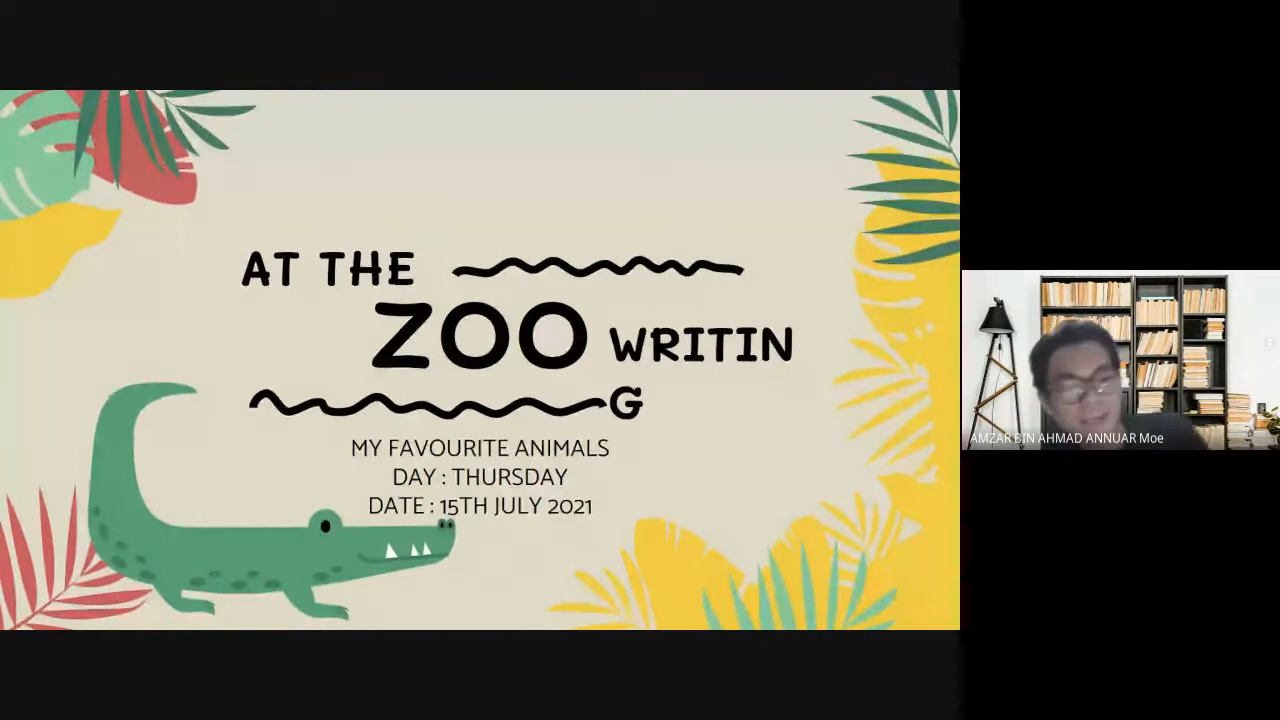 AT THE
ZOO WRITIN
G
MY FAVOURITE ANIMALS
DAY : THURSDAY
DATE : 15TH JULY 2021
AMZAR BIN AHMAD ANNUAR Moe